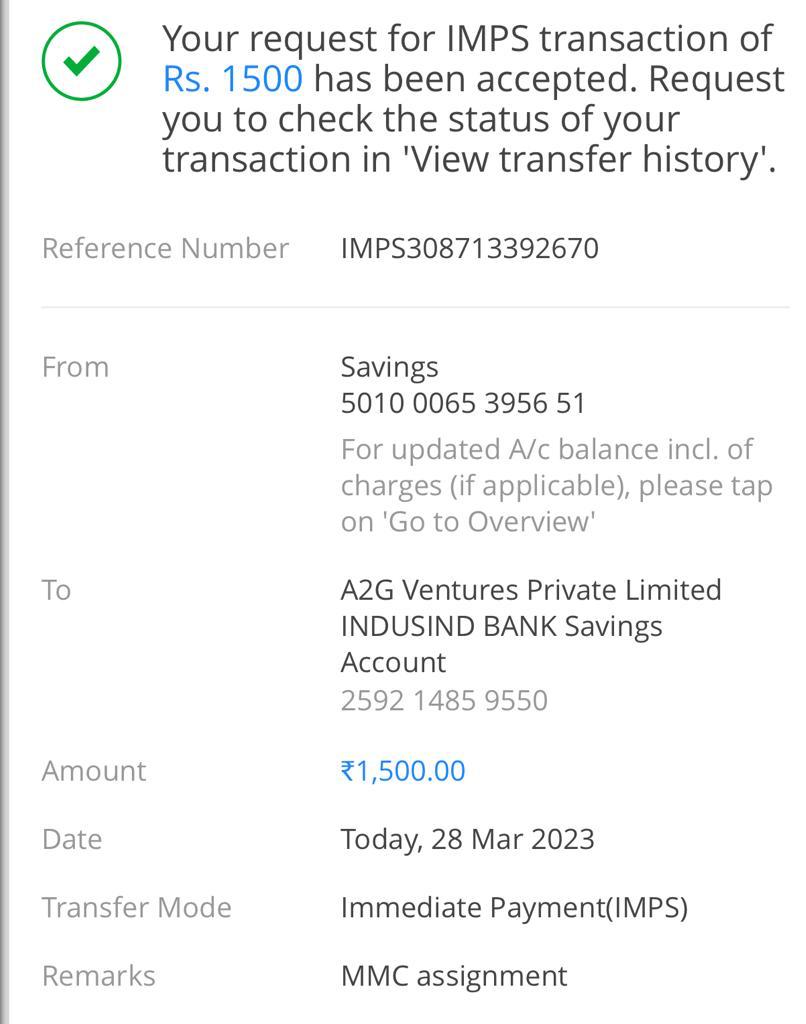 Your request for IMPS transaction of
Rs. 1500 has been accepted. Request
you to check the status of your
transaction in 'View transfer history'.
Reference Number IMPS308713392670
From Savings
5010 0065 3956 51
For updated A/c balance incl. of
charges (if applicable), please tap
on 'Go to Overview'
To A2G Ventures Private Limited
INDUSIND BANK Savings
Account
2592 1485 9550
Amount ₹1,500.00
Date Today, 28 Mar 2023
Transfer Mode Immediate Payment(IMPS)
Remarks MMC assignment